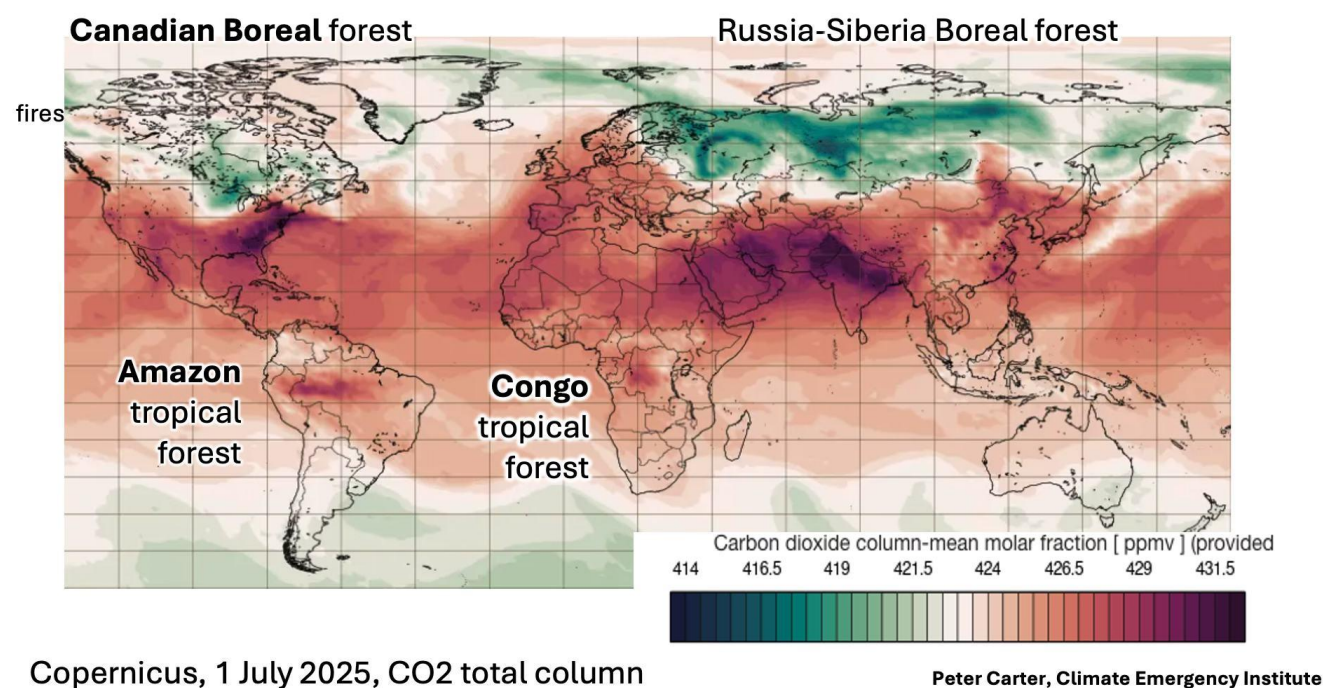 Canadian Boreal forest
Russia-Siberia Boreal forest
fires
Amazon
tropical
forest
Congo
tropical
forest
Carbon dioxide column-mean molar fraction [ ppmv ] (provided
414 416.5 419 421.5 424 426.5 429 431.5
Copernicus, 1 July 2025, CO2 total column
Peter Carter, Climate Emergency Institute